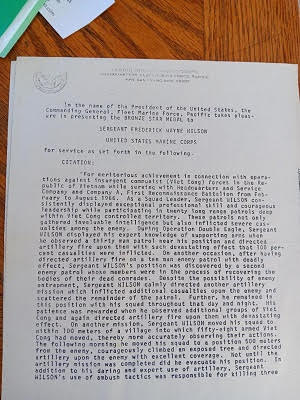 In the name of the President of the United States, the
Commanding General, Fleet Marine Force, Pacific takes pleas-
ure in presenting the BRONZE STAR MEDAL to
SERGEANT FREDERICK WAYNE WILSON
UNITED STATES MARINE CORPS
For service as set forth in the following.
CITATION:
"For meritorious achievement in connection with opera-
tions against insurgent communist (Viet Cong) forces in the Re-
public of Vietnam while serving with Headquarters and Service
Company and Company A, First Reconnaissance Battalion from Feb-
ruary to August 1966. As a Squad Leader, Sergeant WILSON con-
sistently displayed exceptional professional skill and courageous
leadership while participating in twenty long range patrols deep
within Viet Cong controlled territory. These patrols not only
gathered invaluable intelligence but also inflicted severe cas-
ualties among the enemy. During Operation Double Eagle, Sergeant
WILSON displayed his expert knowledge of supporting arms when
he observed a thirty man patrol near his position and directed
artillery fire upon them with such devastating effect that 100 per-
cent casualties were inflicted. On another occasion, after having
directed artillery fire on a ten man enemy patrol with deadly
effect, Sergeant WILSON's position was discovered by another
enemy patrol whose members were in the process of recovering the
bodies of their dead comrades. Despite the possibility of enemy
entrapment, Sergeant WILSON calmly directed another artillery
mission which inflicted additional casualties upon the enemy and
scattered the remainder of the patrol. Further, he remained in
this position with his squad throughout that day and night. His
patience was rewarded when he observed additional groups of Viet
Cong and again directed artillery fire upon them with devastating
effect. On another mission, Sergeant WILSON moved his squad to
within 100 meters of a village into which fifty-eight armed Viet
Cong had moved, thereby more accurately observing their actions.
The following morning he moved his squad to a position 500 meters
from the enemy, courageously climbed an exposed tree and directed
artillery upon the enemy with excellent coverage. Not until the
artillery mission was completed did he evacuate his position. In
addition to his daring and expert use of artillery, Sergeant
WILSON's use of ambush tactics was responsible for killing three